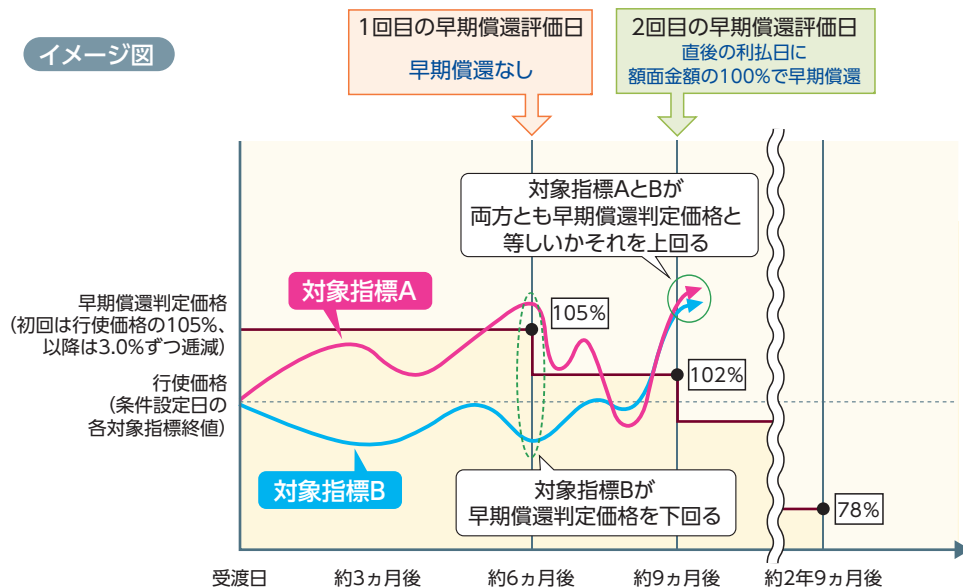 イメージ図
1回目の早期償還評価日
早期償還なし
2回目の早期償還評価日
直後の利払日に
額面金額の100%で早期償還
対象指標AとBが
両方とも早期償還判定価格と
等しいかそれを上回る
対象指標A
早期償還判定価格
(初回は行使価格の105%、
以降は3.0%ずつ逓減)
105%
102%
行使価格
(条件設定日の
各対象指標終値)
対象指標B
対象指標Bが
早期償還判定価格を下回る
78%
受渡日
約3ヵ月後
約6ヵ月後
約9ヵ月後
約2年9ヵ月後